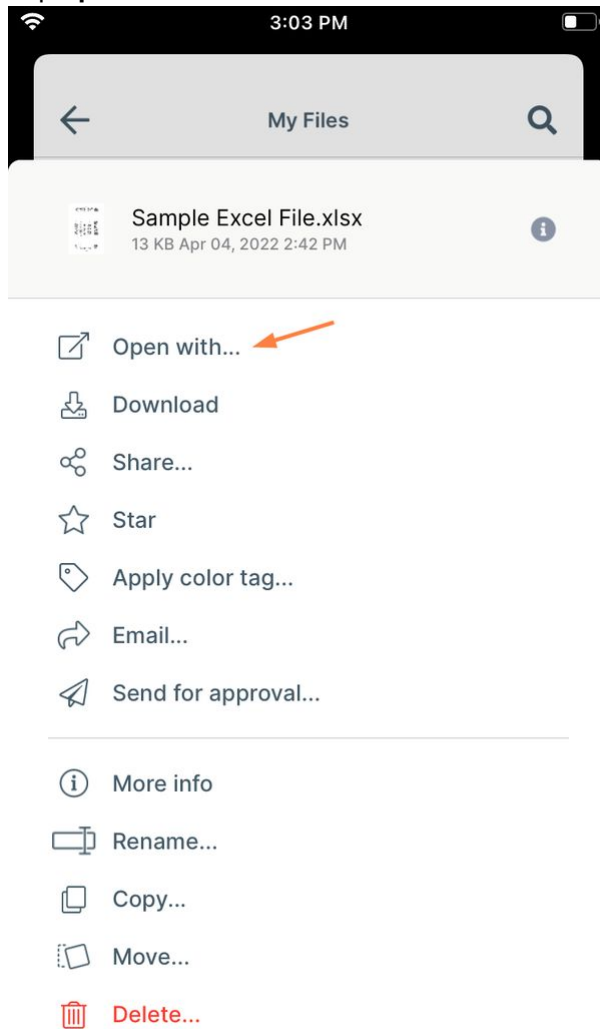 3:03 PM
My Files
Sample Excel File.xlsx
13 KB Apr 04, 2022 2:42 PM
Open with...
Download
Share...
Star
Apply color tag...
Email...
Send for approval...
More info
Rename...
Copy...
Move...
Delete...